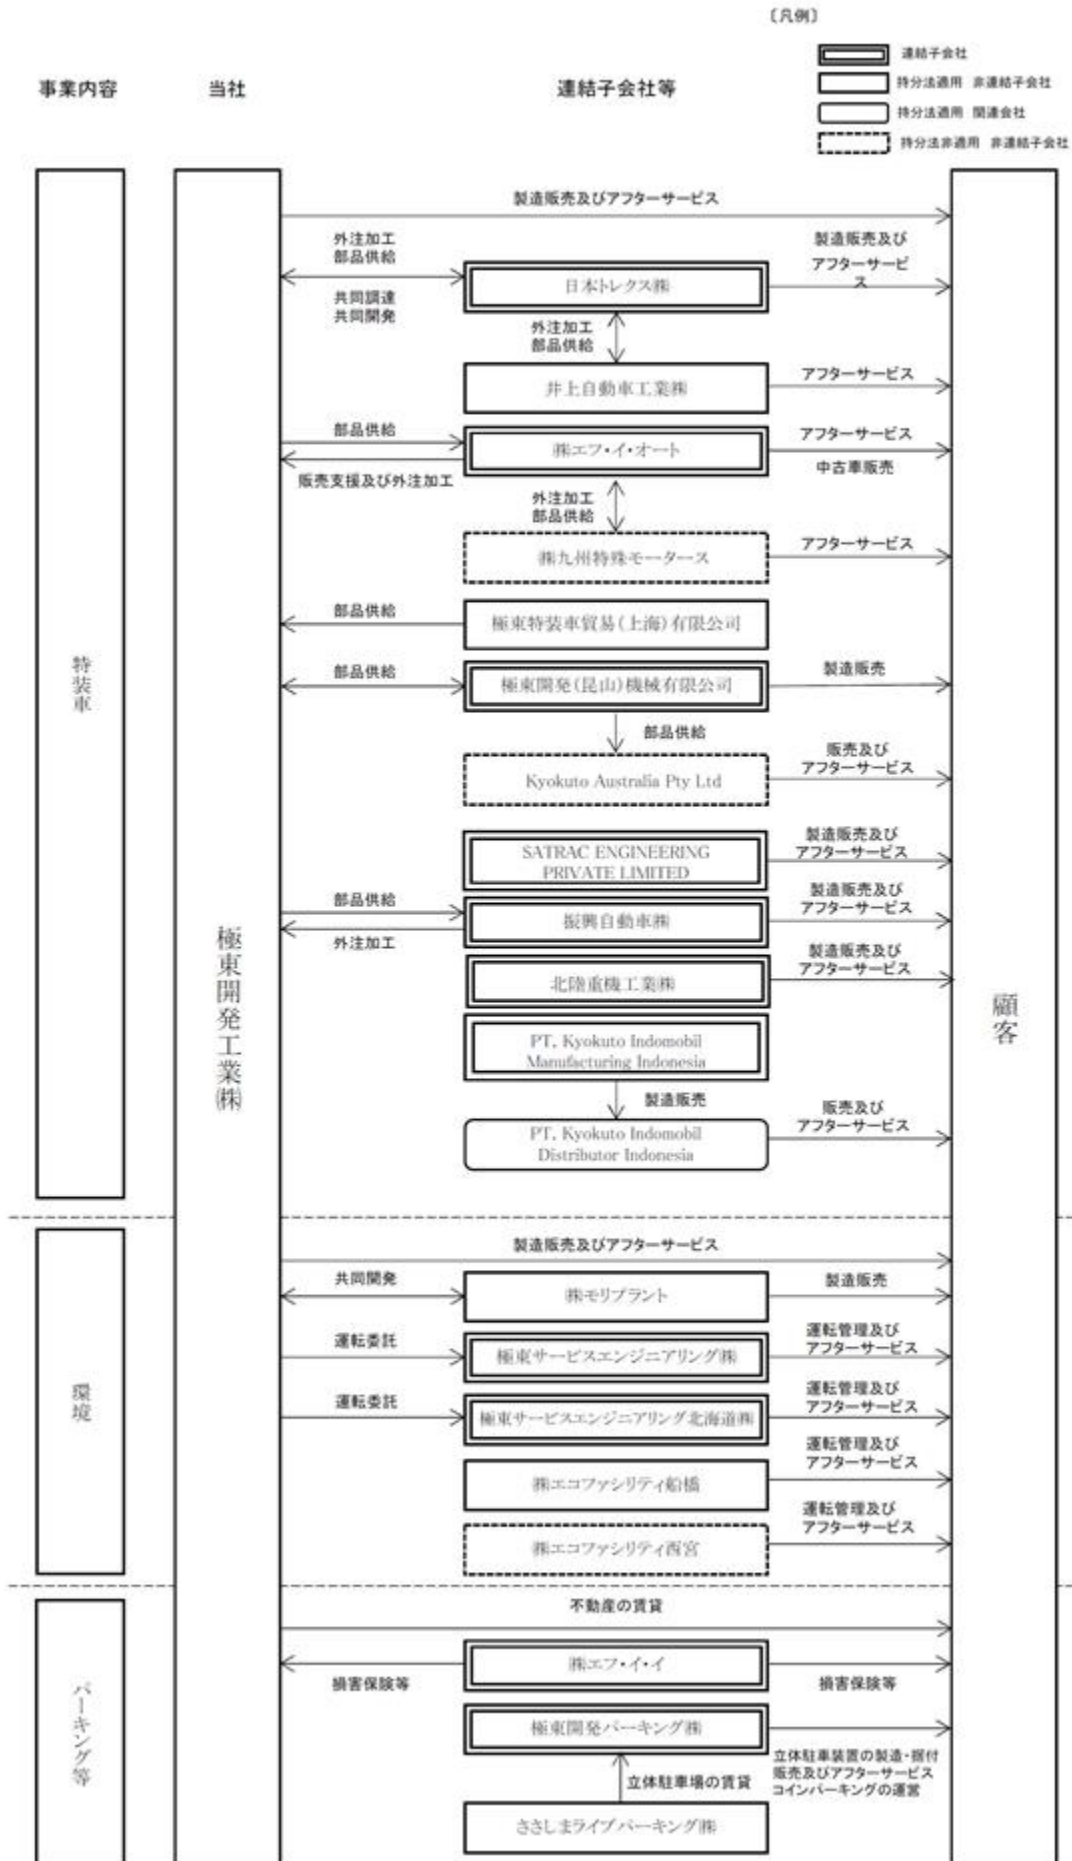 〔凡例〕
連結子会社
持分法適用 非連結子会社
持分法適用 関連会社
持分法非適用 非連結子会社
事業内容
当社
連結子会社等
特装車
極東開発工業㈱
顧客
製造販売及びアフターサービス
外注加工
部品供給
共同調達
共同開発
日本トレクス㈱
製造販売及び
アフターサービ
ス
外注加工
部品供給
井上自動車工業㈱
アフターサービス
部品供給
販売支援及び外注加工
㈱エフ・イ・オート
アフターサービス
中古車販売
外注加工
部品供給
㈱九州特殊モータース
アフターサービス
部品供給
極東特装車貿易(上海)有限公司
部品供給
極東開発(昆山)機械有限公司
製造販売
部品供給
Kyokuto Australia Pty Ltd
販売及び
アフターサービス
SATRAC ENGINEERING
PRIVATE LIMITED
製造販売及び
アフターサービス
部品供給
外注加工
振興自動車㈱
製造販売及び
アフターサービス
北陸重機工業㈱
製造販売及び
アフターサービス
PT. Kyokuto Indomobil
Manufacturing Indonesia
製造販売
PT. Kyokuto Indomobil
Distributor Indonesia
販売及び
アフターサービス
環境
製造販売及びアフターサービス
共同開発
㈱モリプラント
製造販売
運転委託
極東サービスエンジニアリング㈱
運転管理及び
アフターサービス
運転委託
極東サービスエンジニアリング北海道㈱
運転管理及び
アフターサービス
㈱エコファシリティ船橋
運転管理及び
アフターサービス
㈱エコファシリティ西宮
運転管理及び
アフターサービス
パーキング等
不動産の賃貸
損害保険等
㈱エフ・イ・イ
損害保険等
極東開発パーキング㈱
立体駐車装置の製造・据付
販売及びアフターサービス
コインパーキングの運営
立体駐車場の賃貸
ささしまライブパーキング㈱